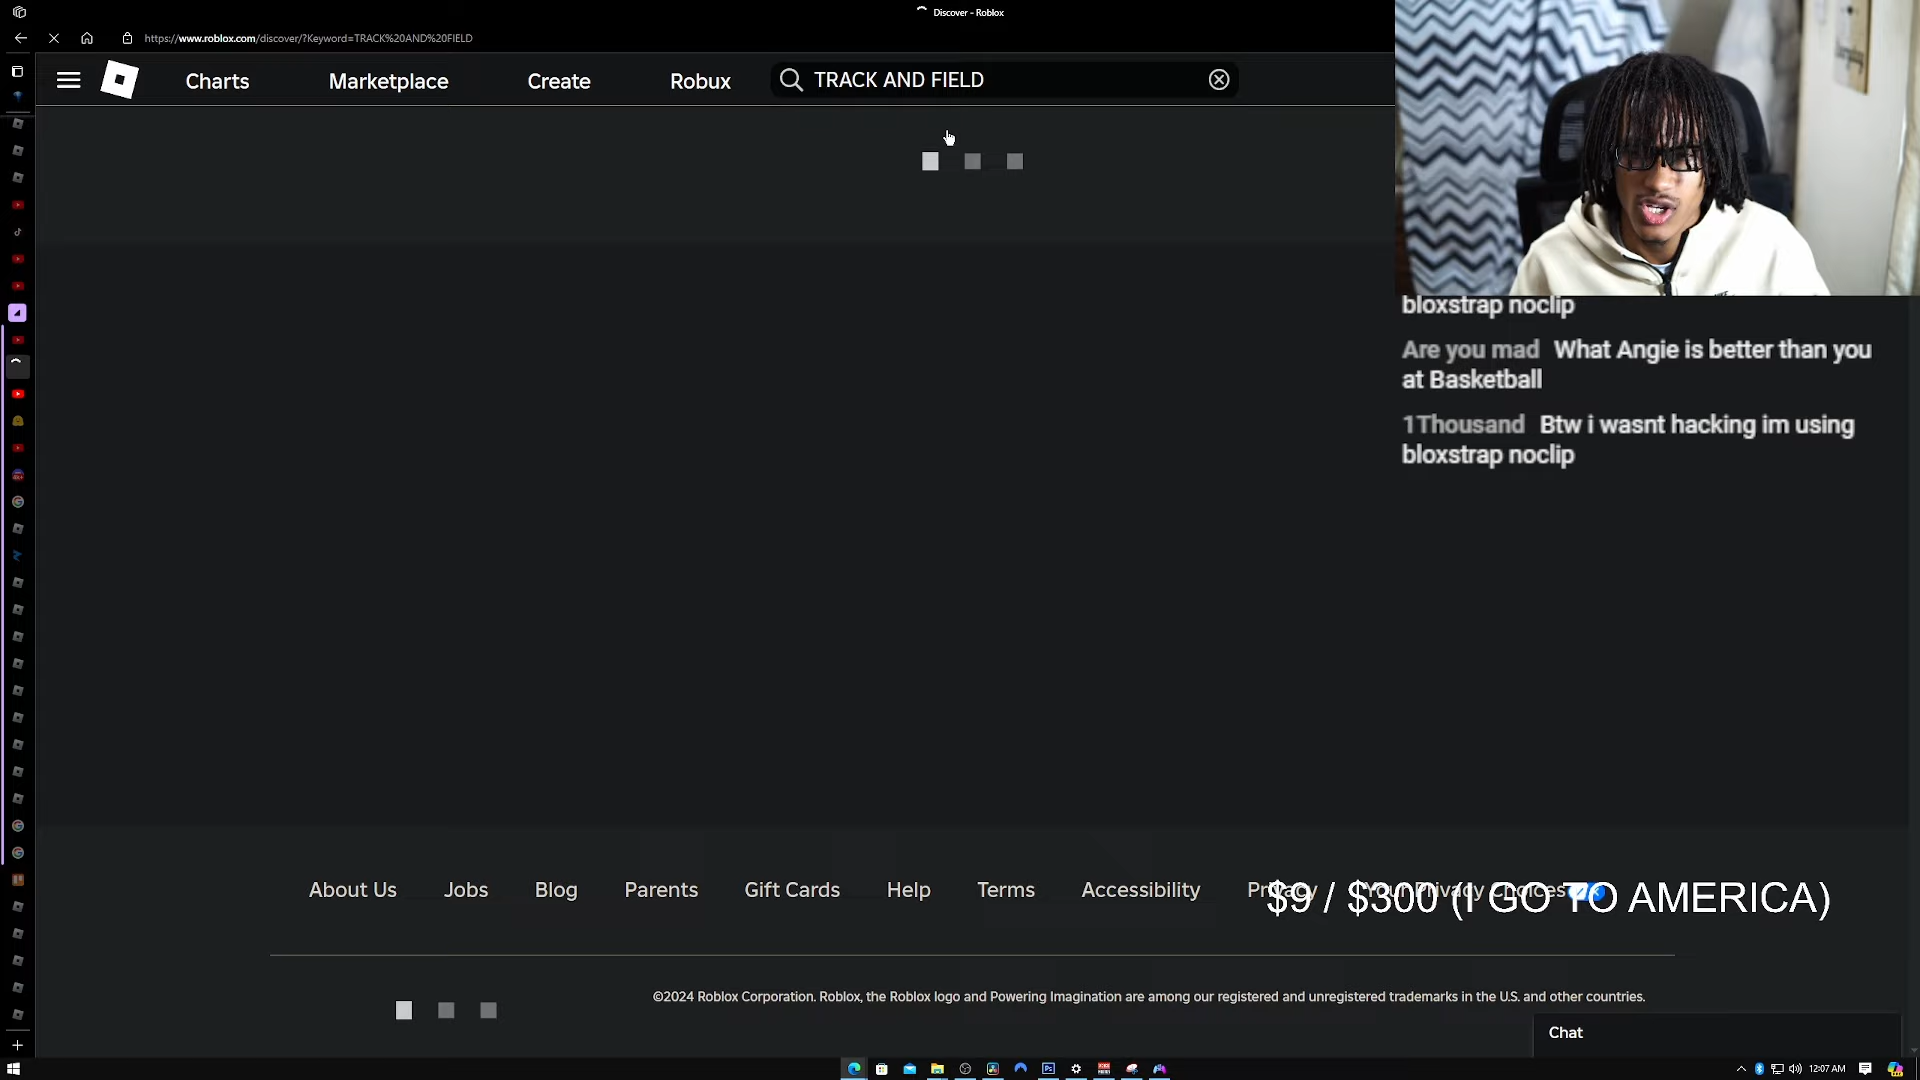 Discover - Roblox
https://www.roblox.com/discover/?Keyword=TRACK%20AND%20FIELD
Charts
Marketplace
Create
Robux
TRACK AND FIELD
bloxstrap noclip
Are you mad What Angie is better than you
at Basketball
1Thousand Btw i wasnt hacking im using
bloxstrap noclip
About Us
Jobs
Blog
Parents
Gift Cards
Help
Terms
Accessibility
Privacy
Your Privacy Choices
$9 / $300 (I GO TO AMERICA)
©2024 Roblox Corporation. Roblox, the Roblox logo and Powering Imagination are among our registered and unregistered trademarks in the U.S. and other countries.
Chat
12:07 AM